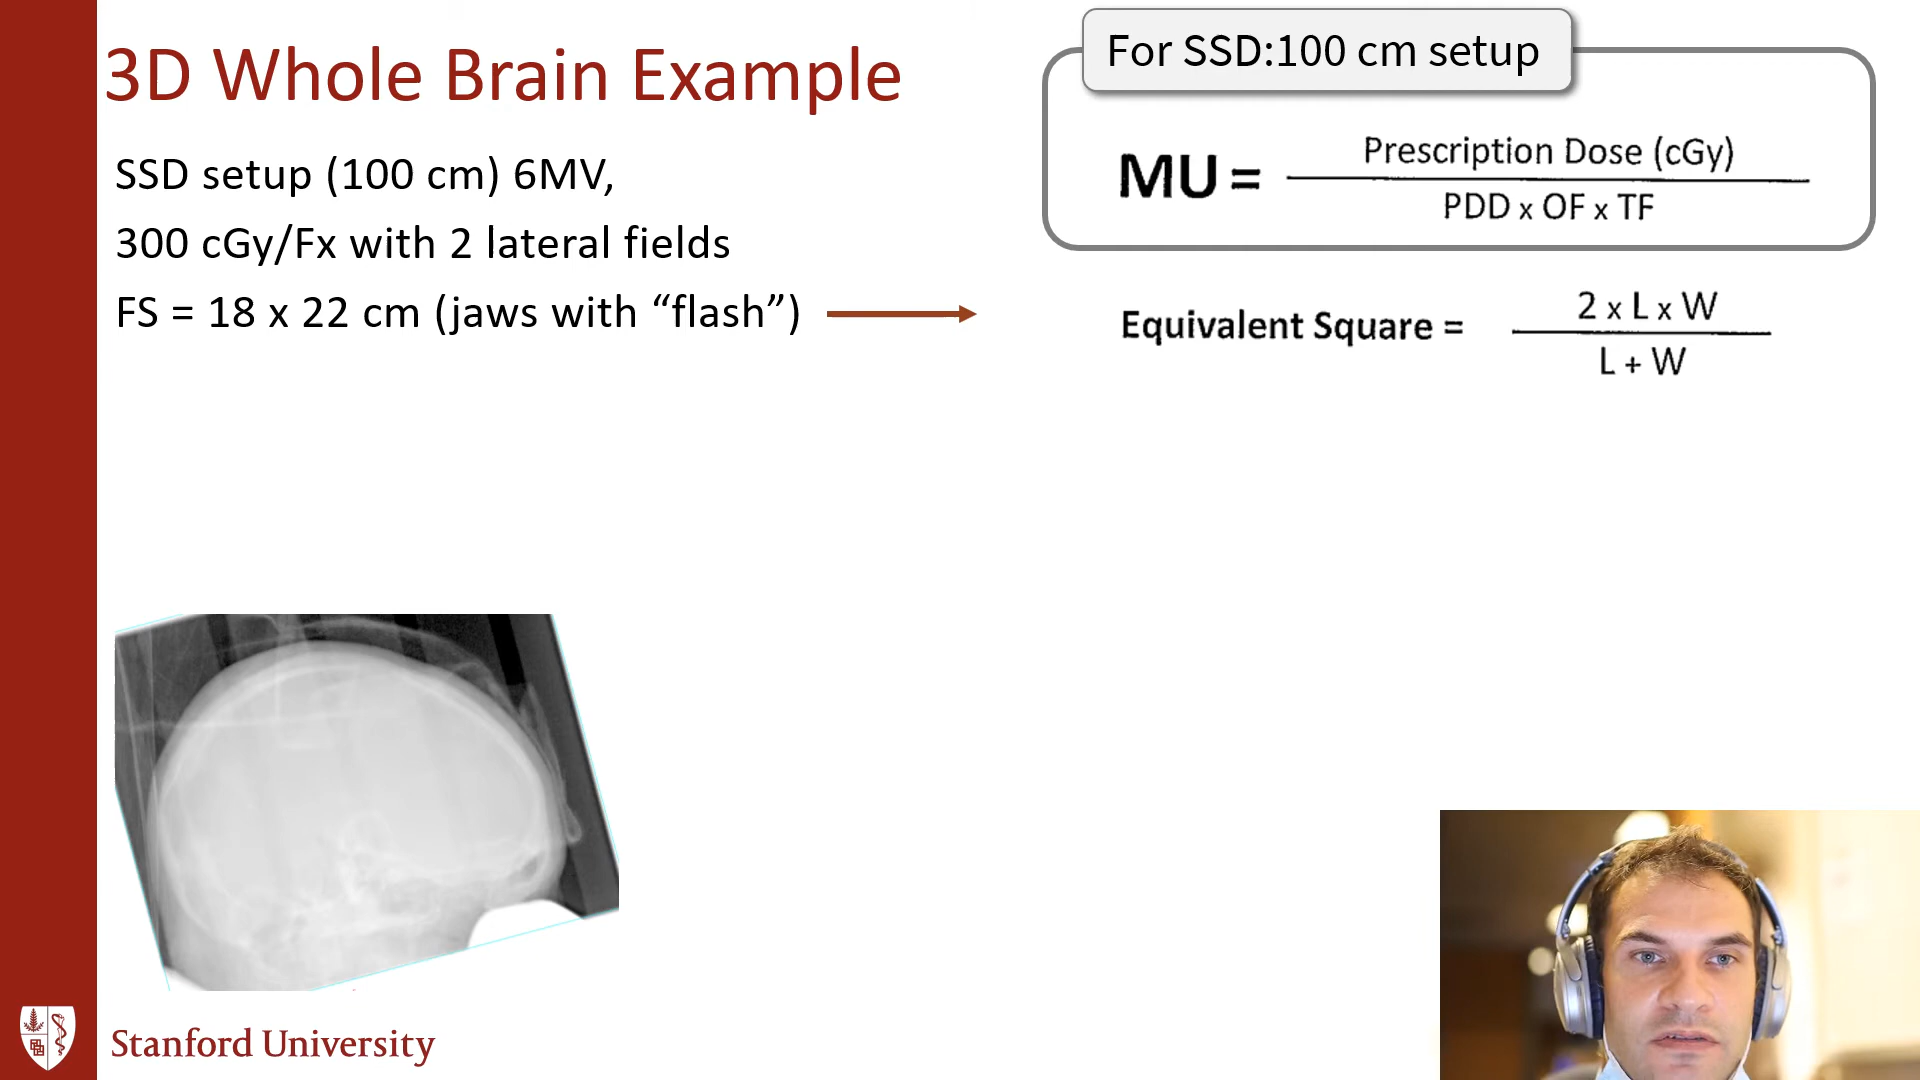 3D Whole Brain Example
SSD setup (100 cm) 6MV,
300 cGy/Fx with 2 lateral fields
FS = 18 x 22 cm (jaws with “flash”)
For SSD:100 cm setup
MU = Prescription Dose (cGy)
PDD x OF x TF
Equivalent Square = 2 x L x W
L + W
Stanford University